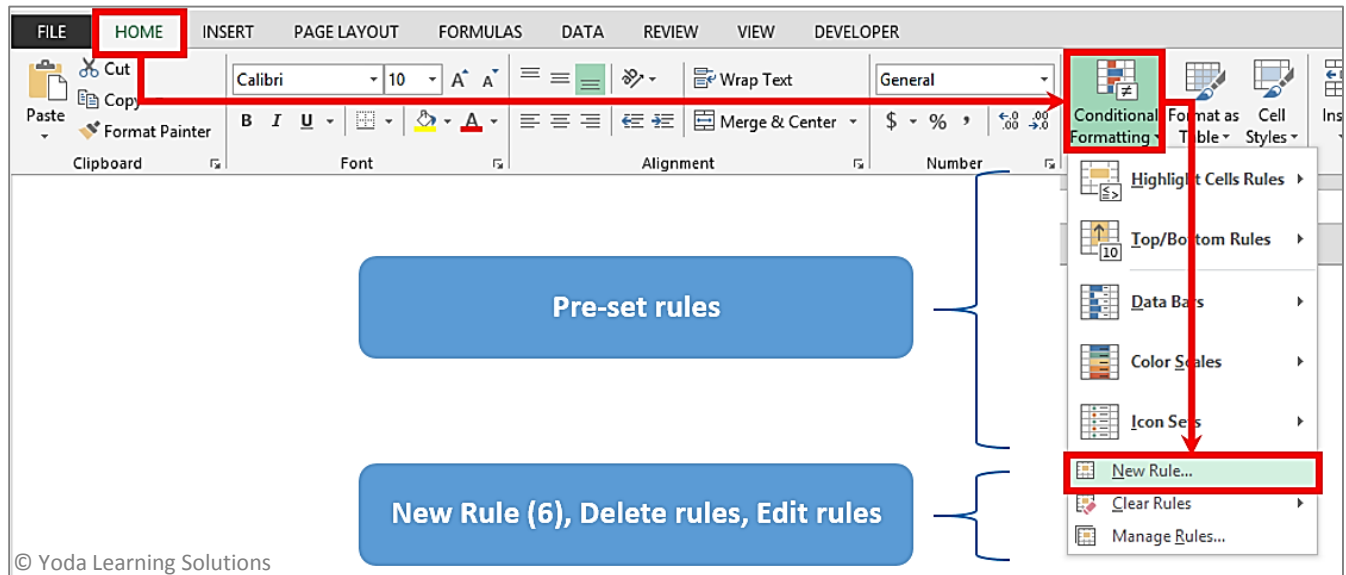 FILE HOME INSERT PAGE LAYOUT FORMULAS DATA REVIEW VIEW DEVELOPER
Cut
Copy
Format Painter
Paste
Clipboard
Calibri 10
B I U A
Font
Wrap Text
Merge & Center
Alignment
General
$ % ,
Number
Conditional Formatting
Format as Table
Cell Styles
Ins
Highlight Cells Rules
Top/Bottom Rules
Data Bars
Color Scales
Icon Sets
New Rule...
Clear Rules
Manage Rules...
Pre-set rules
New Rule (6), Delete rules, Edit rules
© Yoda Learning Solutions